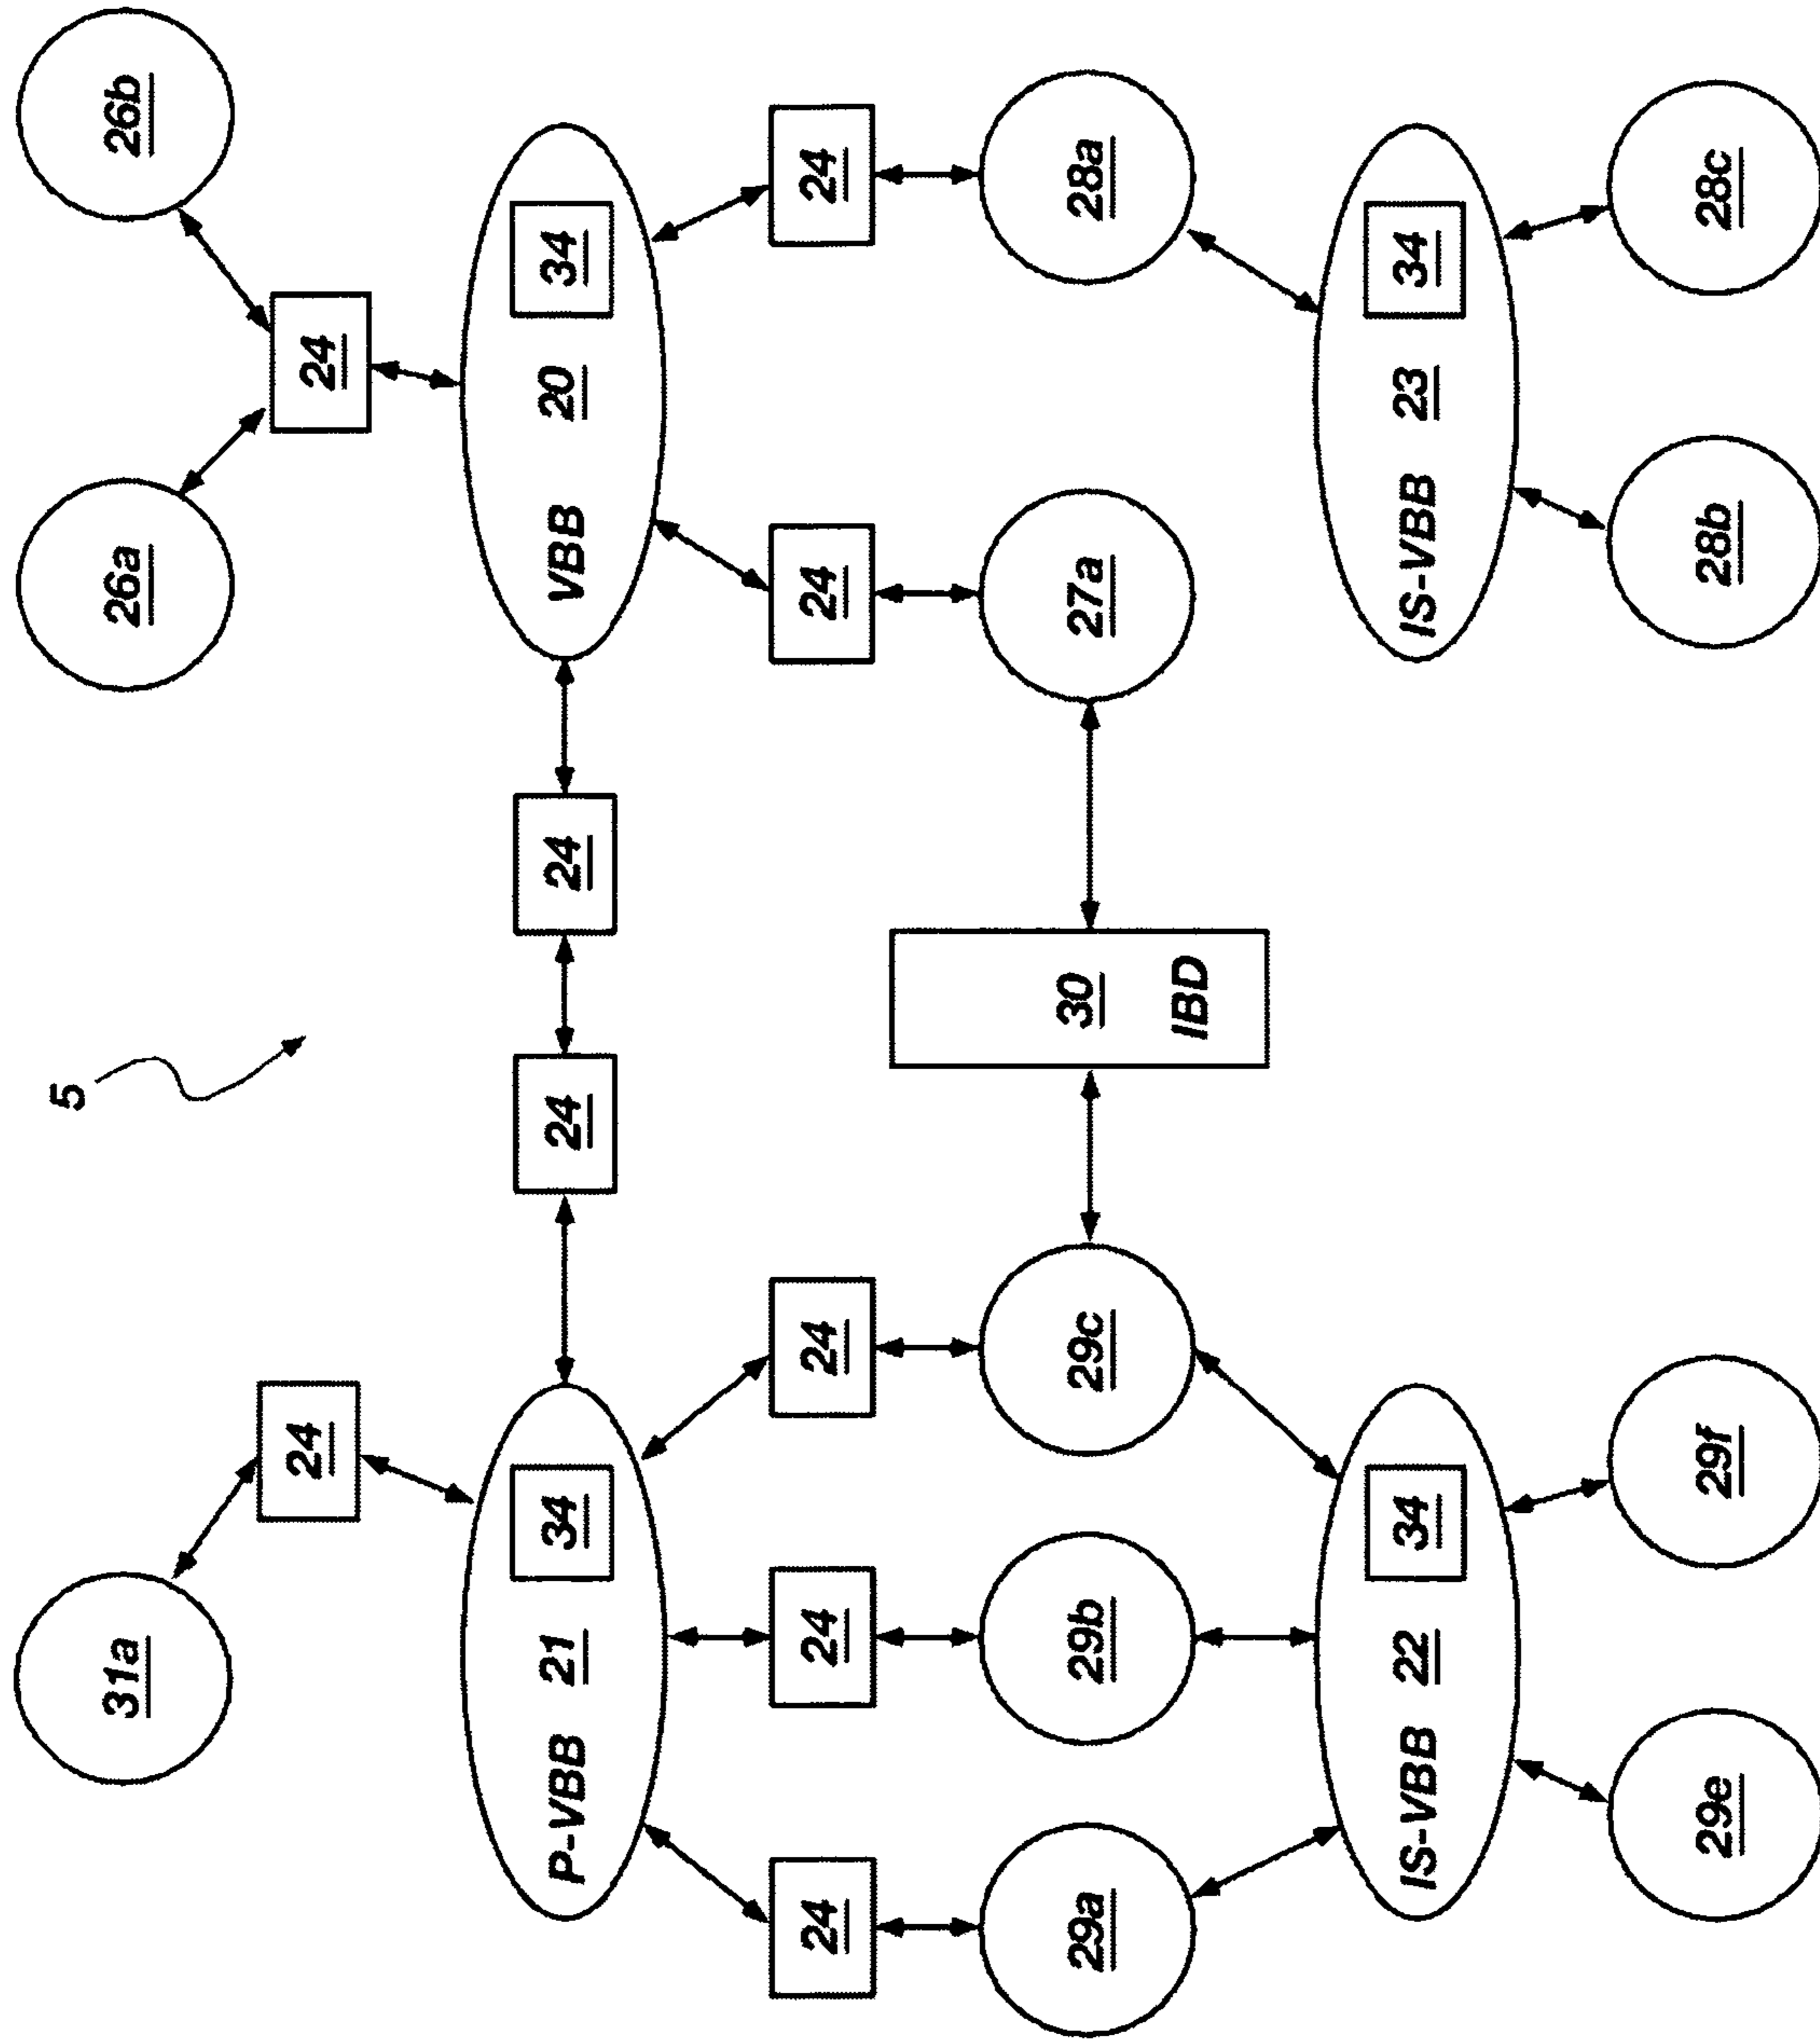 5
31a 26a 26b
24 24
P-VBB 21 34 24 24 VBB 20 34
24 24 24 24 24
29a 29b 29c 30 27a 28a
IBD
IS-VBB 22 34 IS-VBB 23 34
29e 29f 28b 28c